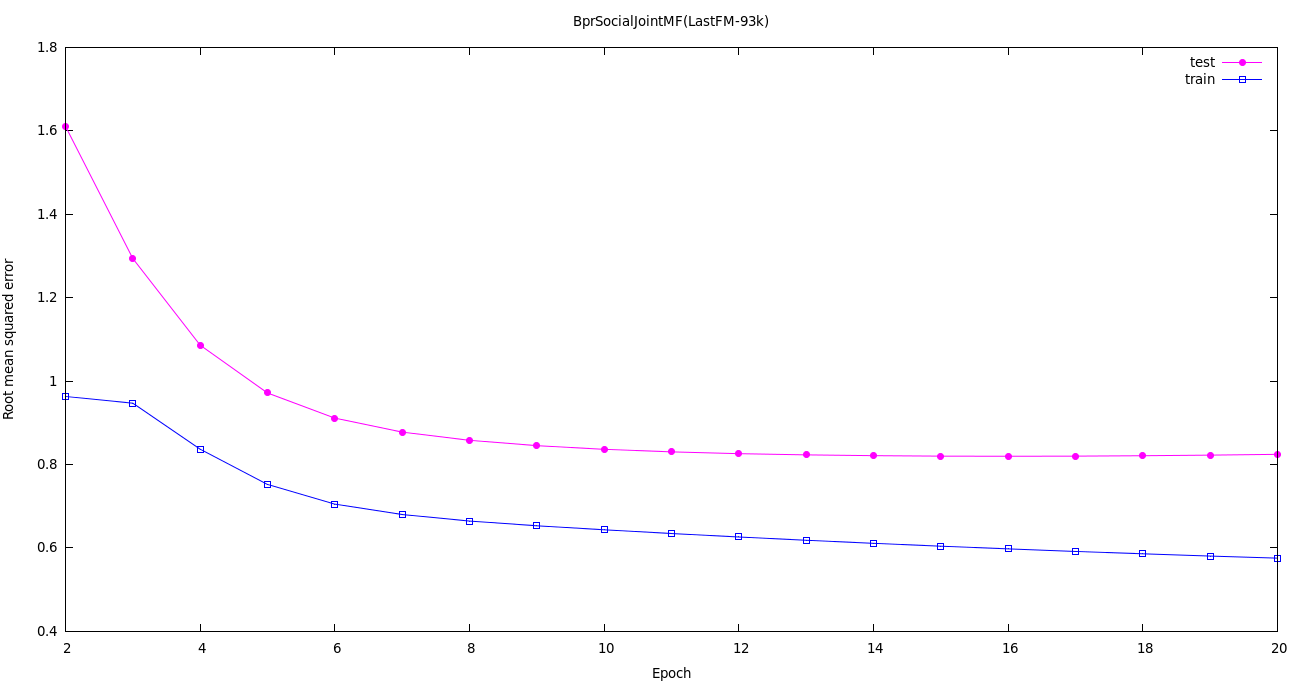 BprSocialJointMF(LastFM-93k)
test
train
1.8
1.6
1.4
1.2
1
0.8
0.6
0.4
Root mean squared error
2 4 6 8 10 12 14 16 18 20
Epoch